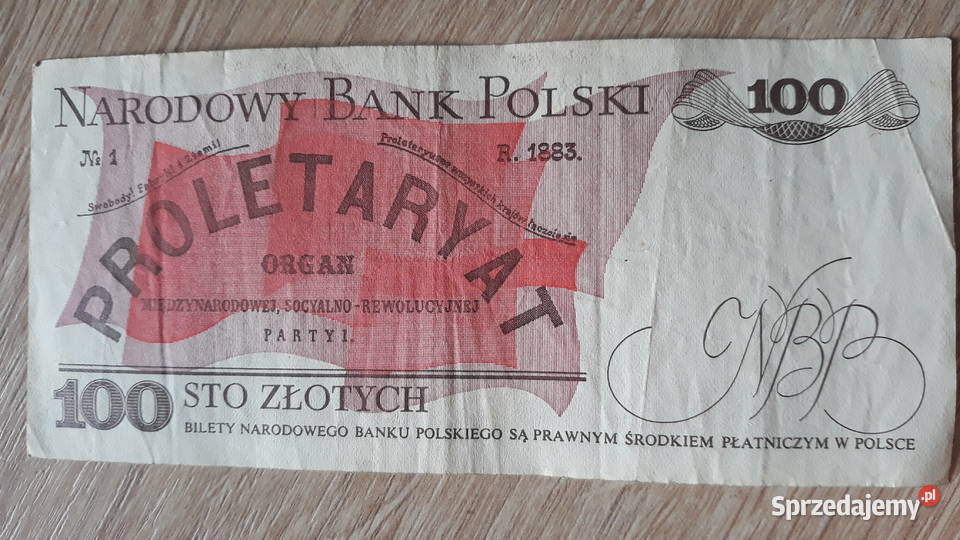 NARODOWY BANK POLSKI
100
№ 1
R. 1883.
Swobody! Fabryki i Ziemi!
Proletaryusze wszystkich krajów łączcie się
PROLETARYAT
ORGAN
MIĘDZYNARODOWEJ, SOCYALNO-REWOLUCYJNEJ
PARTYI.
NBP
100 STO ZŁOTYCH
BILETY NARODOWEGO BANKU POLSKIEGO SĄ PRAWNYM ŚRODKIEM PŁATNICZYM W POLSCE
Sprzedajemy.pl